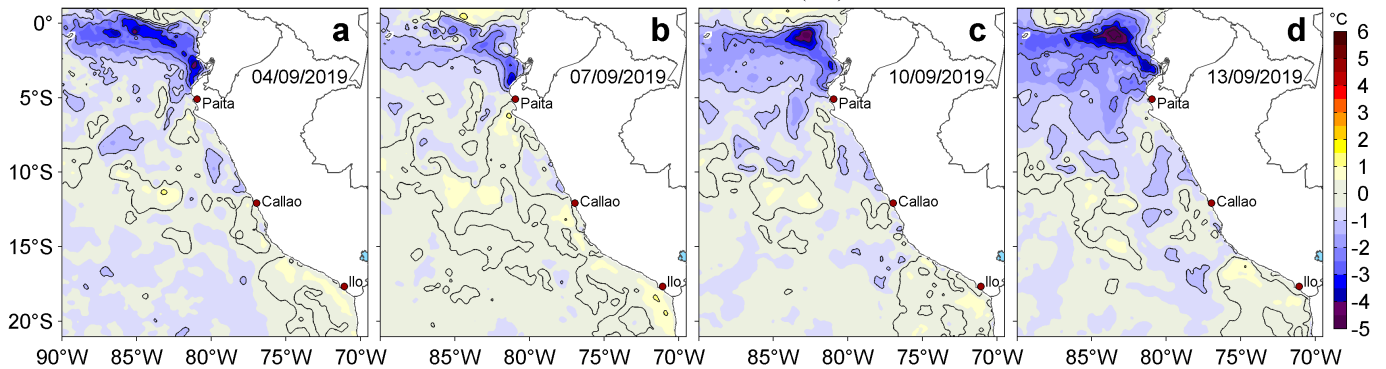 a
b
c
d
°C
04/09/2019
07/09/2019
10/09/2019
13/09/2019
0°
5°S
10°S
15°S
20°S
Paita
Callao
Ilo
Paita
Callao
Ilo
Paita
Callao
Ilo
Paita
Callao
Ilo
90°W 85°W 80°W 75°W 70°W
85°W 80°W 75°W 70°W
85°W 80°W 75°W 70°W
85°W 80°W 75°W 70°W
6
5
4
3
2
1
0
-1
-2
-3
-4
-5